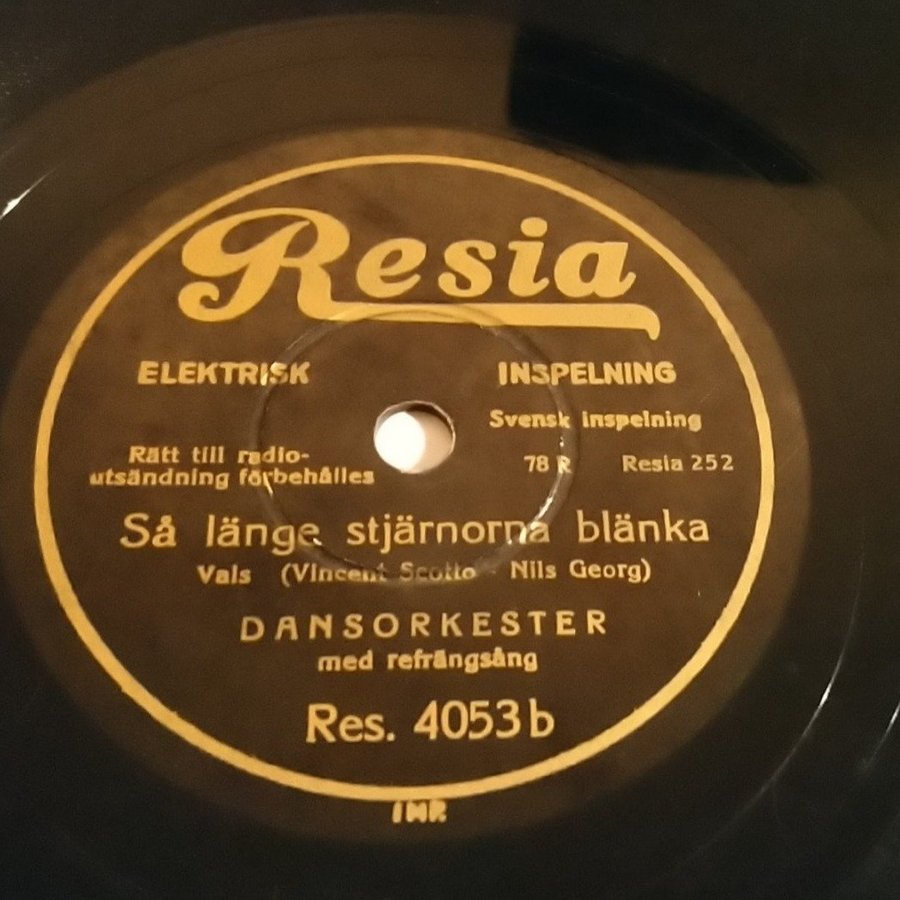 Resia
ELEKTRISK INSPELNING
Svensk inspelning
Rätt till radio-
utsändning förbehålles
78 R Resia 252
Så länge stjärnorna blänka
Vals (Vincent Scotto - Nils Georg)
DANSORKESTER
med refrängsång
Res. 4053 b
IMR